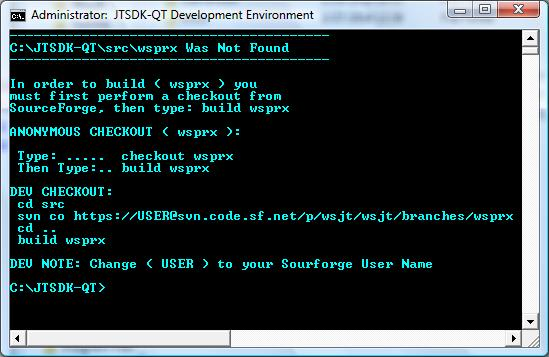 Administrator:  JTSDK-QT Development Environment
----------------------------------------
C:\JTSDK-QT\src\wsprx Was Not Found
----------------------------------------
In order to build ( wsprx ) you
must first perform a checkout from
SourceForge, then type: build wsprx
ANONYMOUS CHECKOUT ( wsprx ):
Type: .....  checkout wsprx
Then Type:.. build wsprx
DEV CHECKOUT:
cd src
svn co https://USER@svn.code.sf.net/p/wsjt/wsjt/branches/wsprx
cd ..
build wsprx
DEV NOTE: Change ( USER ) to your Sourforge User Name
C:\JTSDK-QT>